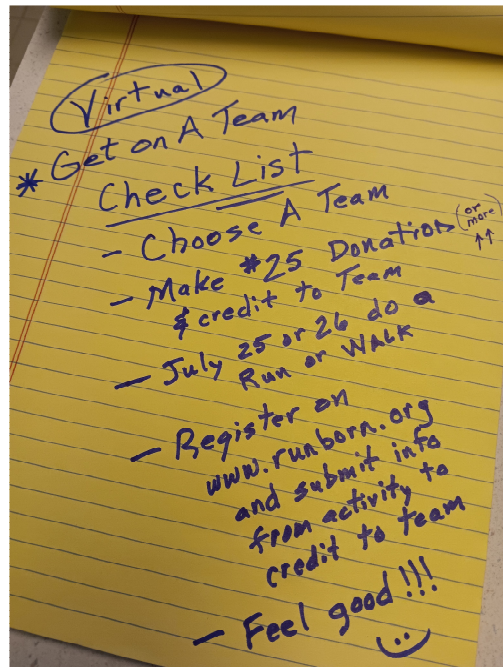 Virtual
* Get on A Team
Check List
- Choose A Team
- Make #25 Donation (or more ↑↑)
& credit to Team
- July 25 or 26 do a
Run or WALK
- Register on
www.runborn.org
and submit info
from activity to
credit to team
- Feel good!!!